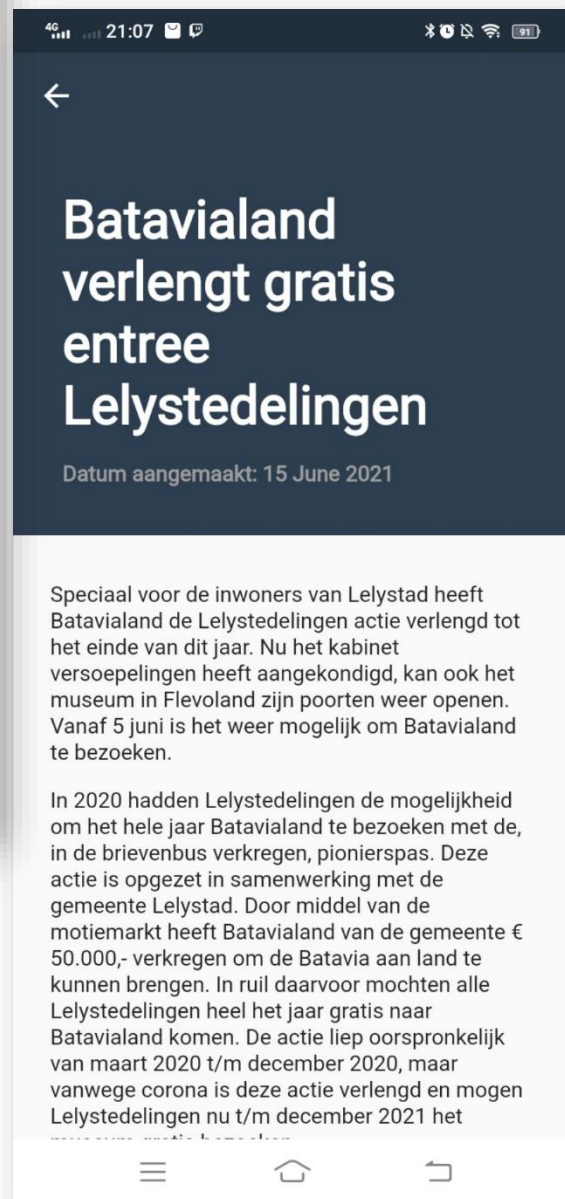 4G 21:07 91
Batavialand
verlengt gratis
entree
Lelystedelingen
Datum aangemaakt: 15 June 2021
Speciaal voor de inwoners van Lelystad heeft
Batavialand de Lelystedelingen actie verlengd tot
het einde van dit jaar. Nu het kabinet
versoepelingen heeft aangekondigd, kan ook het
museum in Flevoland zijn poorten weer openen.
Vanaf 5 juni is het weer mogelijk om Batavialand
te bezoeken.
In 2020 hadden Lelystedelingen de mogelijkheid
om het hele jaar Batavialand te bezoeken met de,
in de brievenbus verkregen, pionierspas. Deze
actie is opgezet in samenwerking met de
gemeente Lelystad. Door middel van de
motiemarkt heeft Batavialand van de gemeente €
50.000,- verkregen om de Batavia aan land te
kunnen brengen. In ruil daarvoor mochten alle
Lelystedelingen heel het jaar gratis naar
Batavialand komen. De actie liep oorspronkelijk
van maart 2020 t/m december 2020, maar
vanwege corona is deze actie verlengd en mogen
Lelystedelingen nu t/m december 2021 het